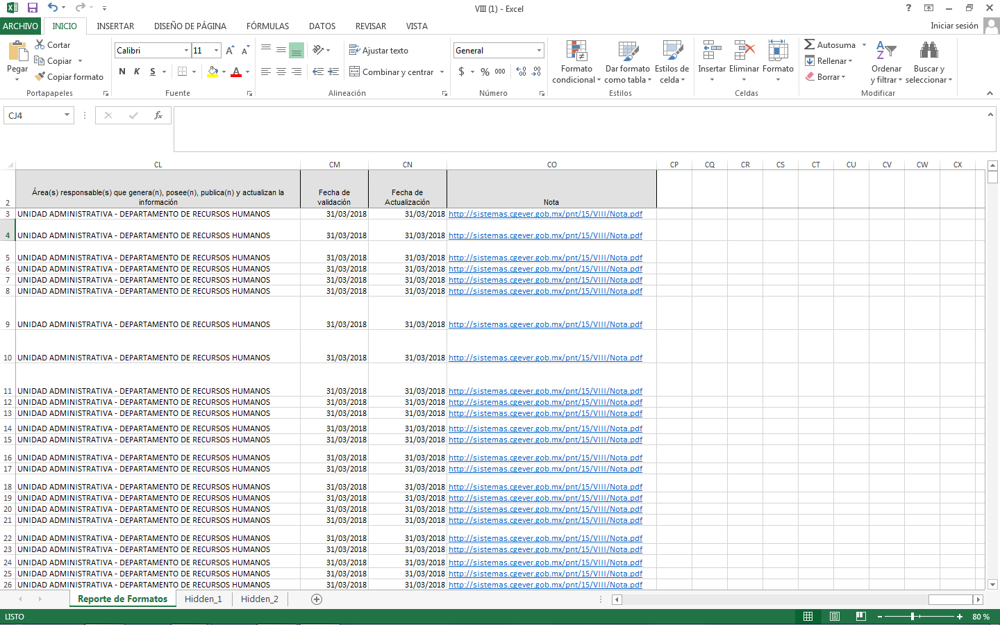 VIII (1) - Excel
ARCHIVO INICIO INSERTAR DISEÑO DE PÁGINA FÓRMULAS DATOS REVISAR VISTA Iniciar sesión
Pegar Cortar Copiar Copiar formato
Calibri 11 N K S
Ajustar texto
Combinar y centrar
General
$ % 000
Formato condicional Dar formato como tabla Estilos de celda
Insertar Eliminar Formato
Autosuma Rellenar Borrar
Ordenar y filtrar Buscar y seleccionar
Portapapeles Fuente Alineación Número Estilos Celdas Modificar
CJ4 fx
CL CM CN CO CP CQ CR CS CT CU CV CW CX
2 Área(s) responsable(s) que genera(n), posee(n), publica(n) y actualizan la información Fecha de validación Fecha de Actualización Nota
3 UNIDAD ADMINISTRATIVA - DEPARTAMENTO DE RECURSOS HUMANOS 31/03/2018 31/03/2018 http://sistemas.cgever.gob.mx/pnt/15/VIII/Nota.pdf
4 UNIDAD ADMINISTRATIVA - DEPARTAMENTO DE RECURSOS HUMANOS 31/03/2018 31/03/2018 http://sistemas.cgever.gob.mx/pnt/15/VIII/Nota.pdf
5 UNIDAD ADMINISTRATIVA - DEPARTAMENTO DE RECURSOS HUMANOS 31/03/2018 31/03/2018 http://sistemas.cgever.gob.mx/pnt/15/VIII/Nota.pdf
6 UNIDAD ADMINISTRATIVA - DEPARTAMENTO DE RECURSOS HUMANOS 31/03/2018 31/03/2018 http://sistemas.cgever.gob.mx/pnt/15/VIII/Nota.pdf
7 UNIDAD ADMINISTRATIVA - DEPARTAMENTO DE RECURSOS HUMANOS 31/03/2018 31/03/2018 http://sistemas.cgever.gob.mx/pnt/15/VIII/Nota.pdf
8 UNIDAD ADMINISTRATIVA - DEPARTAMENTO DE RECURSOS HUMANOS 31/03/2018 31/03/2018 http://sistemas.cgever.gob.mx/pnt/15/VIII/Nota.pdf
9 UNIDAD ADMINISTRATIVA - DEPARTAMENTO DE RECURSOS HUMANOS 31/03/2018 31/03/2018 http://sistemas.cgever.gob.mx/pnt/15/VIII/Nota.pdf
10 UNIDAD ADMINISTRATIVA - DEPARTAMENTO DE RECURSOS HUMANOS 31/03/2018 31/03/2018 http://sistemas.cgever.gob.mx/pnt/15/VIII/Nota.pdf
11 UNIDAD ADMINISTRATIVA - DEPARTAMENTO DE RECURSOS HUMANOS 31/03/2018 31/03/2018 http://sistemas.cgever.gob.mx/pnt/15/VIII/Nota.pdf
12 UNIDAD ADMINISTRATIVA - DEPARTAMENTO DE RECURSOS HUMANOS 31/03/2018 31/03/2018 http://sistemas.cgever.gob.mx/pnt/15/VIII/Nota.pdf
13 UNIDAD ADMINISTRATIVA - DEPARTAMENTO DE RECURSOS HUMANOS 31/03/2018 31/03/2018 http://sistemas.cgever.gob.mx/pnt/15/VIII/Nota.pdf
14 UNIDAD ADMINISTRATIVA - DEPARTAMENTO DE RECURSOS HUMANOS 31/03/2018 31/03/2018 http://sistemas.cgever.gob.mx/pnt/15/VIII/Nota.pdf
15 UNIDAD ADMINISTRATIVA - DEPARTAMENTO DE RECURSOS HUMANOS 31/03/2018 31/03/2018 http://sistemas.cgever.gob.mx/pnt/15/VIII/Nota.pdf
16 UNIDAD ADMINISTRATIVA - DEPARTAMENTO DE RECURSOS HUMANOS 31/03/2018 31/03/2018 http://sistemas.cgever.gob.mx/pnt/15/VIII/Nota.pdf
17 UNIDAD ADMINISTRATIVA - DEPARTAMENTO DE RECURSOS HUMANOS 31/03/2018 31/03/2018 http://sistemas.cgever.gob.mx/pnt/15/VIII/Nota.pdf
18 UNIDAD ADMINISTRATIVA - DEPARTAMENTO DE RECURSOS HUMANOS 31/03/2018 31/03/2018 http://sistemas.cgever.gob.mx/pnt/15/VIII/Nota.pdf
19 UNIDAD ADMINISTRATIVA - DEPARTAMENTO DE RECURSOS HUMANOS 31/03/2018 31/03/2018 http://sistemas.cgever.gob.mx/pnt/15/VIII/Nota.pdf
20 UNIDAD ADMINISTRATIVA - DEPARTAMENTO DE RECURSOS HUMANOS 31/03/2018 31/03/2018 http://sistemas.cgever.gob.mx/pnt/15/VIII/Nota.pdf
21 UNIDAD ADMINISTRATIVA - DEPARTAMENTO DE RECURSOS HUMANOS 31/03/2018 31/03/2018 http://sistemas.cgever.gob.mx/pnt/15/VIII/Nota.pdf
22 UNIDAD ADMINISTRATIVA - DEPARTAMENTO DE RECURSOS HUMANOS 31/03/2018 31/03/2018 http://sistemas.cgever.gob.mx/pnt/15/VIII/Nota.pdf
23 UNIDAD ADMINISTRATIVA - DEPARTAMENTO DE RECURSOS HUMANOS 31/03/2018 31/03/2018 http://sistemas.cgever.gob.mx/pnt/15/VIII/Nota.pdf
24 UNIDAD ADMINISTRATIVA - DEPARTAMENTO DE RECURSOS HUMANOS 31/03/2018 31/03/2018 http://sistemas.cgever.gob.mx/pnt/15/VIII/Nota.pdf
25 UNIDAD ADMINISTRATIVA - DEPARTAMENTO DE RECURSOS HUMANOS 31/03/2018 31/03/2018 http://sistemas.cgever.gob.mx/pnt/15/VIII/Nota.pdf
26 UNIDAD ADMINISTRATIVA - DEPARTAMENTO DE RECURSOS HUMANOS 31/03/2018 31/03/2018 http://sistemas.cgever.gob.mx/pnt/15/VIII/Nota.pdf
Reporte de Formatos Hidden_1 Hidden_2
LISTO 80 %